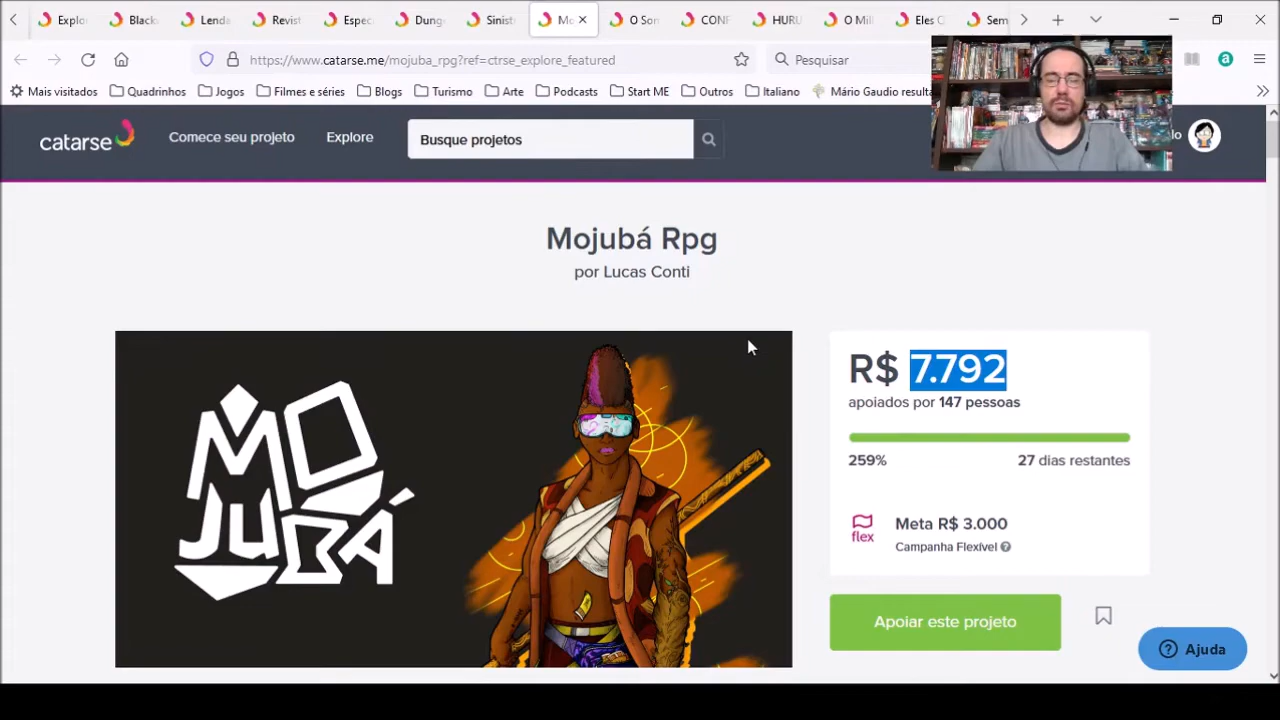 Explo
Black
Lenda
Revist
Espec
Dung
Sinist
Mo
O Son
CONF
HURU
O Mil
Eles C
Sem
https://www.catarse.me/mojuba_rpg?ref=ctrse_explore_featured
Pesquisar
a
Mais visitados
Quadrinhos
Jogos
Filmes e séries
Blogs
Turismo
Arte
Podcasts
Start ME
Outros
Italiano
Mário Gaudio result
catarse
Comece seu projeto
Explore
Busque projetos
lo
Mojubá Rpg
por Lucas Conti
MOJUBÁ
R$ 7.792
apoiados por 147 pessoas
259%
27 dias restantes
flex
Meta R$ 3.000
Campanha Flexível ?
Apoiar este projeto
? Ajuda